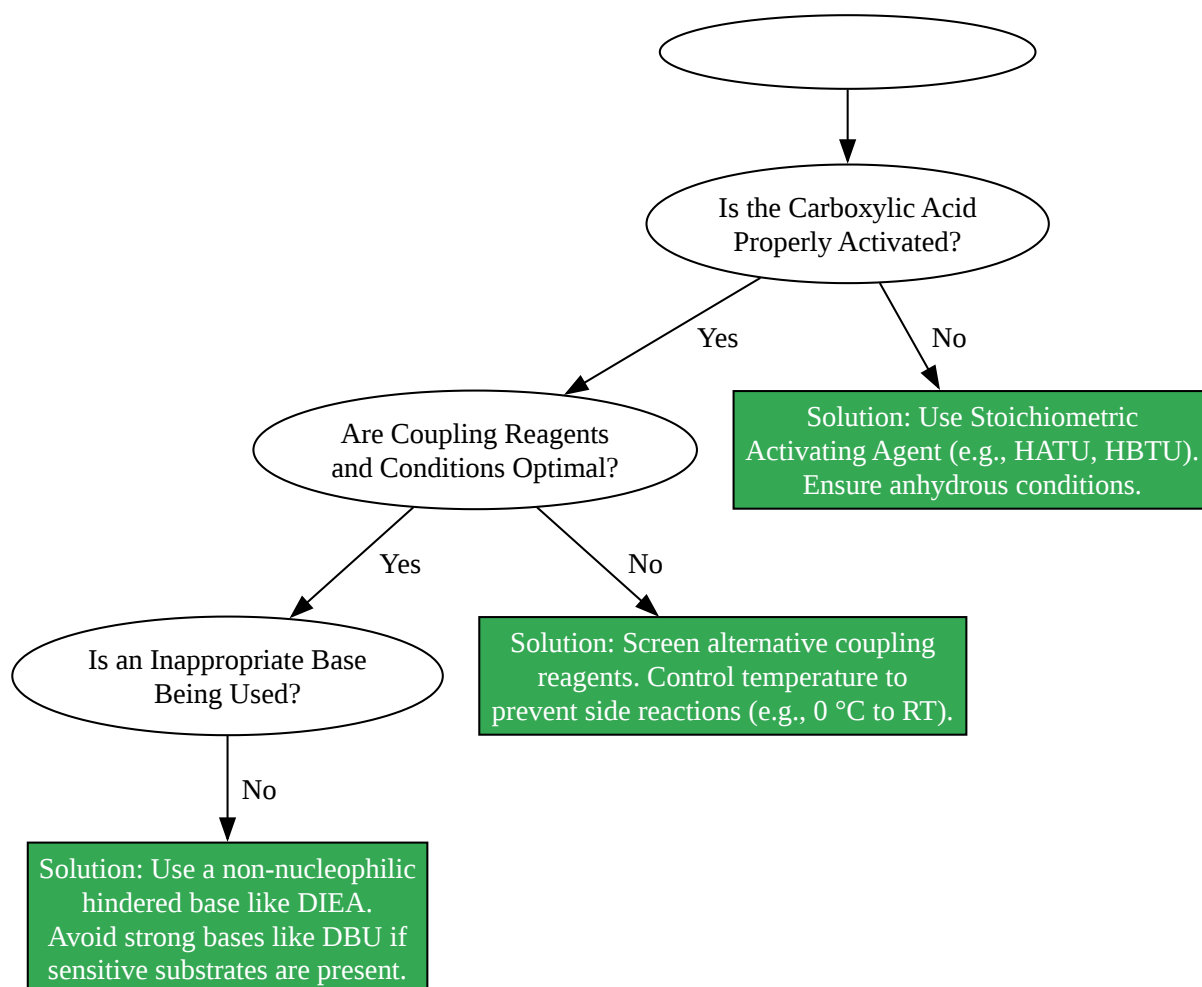 Is the Carboxylic Acid
Properly Activated?
Yes
No
Are Coupling Reagents
and Conditions Optimal?
Solution: Use Stoichiometric
Activating Agent (e.g., HATU, HBTU).
Ensure anhydrous conditions.
Yes
No
Is an Inappropriate Base
Being Used?
Solution: Screen alternative coupling
reagents. Control temperature to
prevent side reactions (e.g., 0 °C to RT).
No
Solution: Use a non-nucleophilic
hindered base like DIEA.
Avoid strong bases like DBU if
sensitive substrates are present.